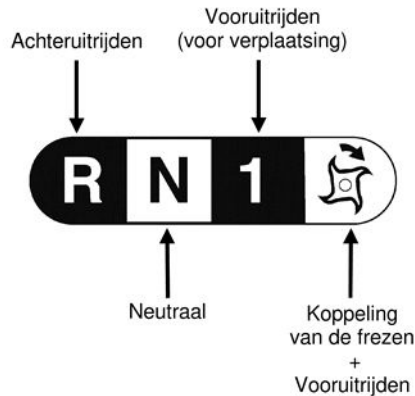 Achteruitrijden
Vooruitrijden
(voor verplaatsing)
R N 1
Neutraal
Koppeling
van de frezen
+
Vooruitrijden